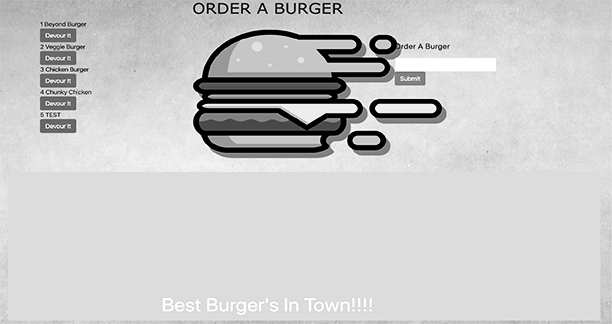 ORDER A BURGER
1 Beyond Burger
Devour It
2 Veggie Burger
Devour It
3 Chicken Burger
Devour It
4 Chunky Chicken
Devour It
5 TEST
Devour It
Order A Burger
Submit
Best Burger's In Town!!!!